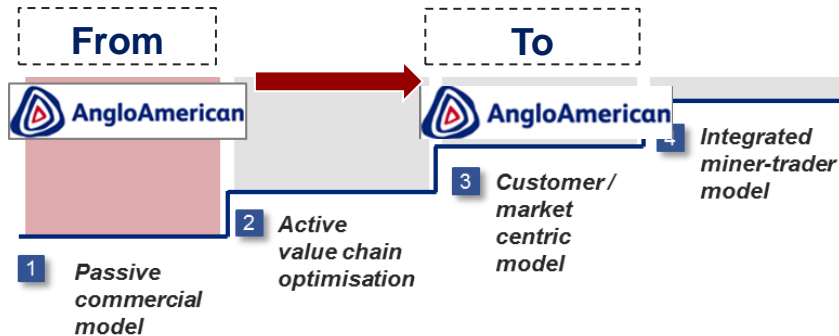 From
To
AngloAmerican
AngloAmerican
1
Passive
commercial
model
2
Active
value chain
optimisation
3
Customer /
market
centric
model
4
Integrated
miner-trader
model